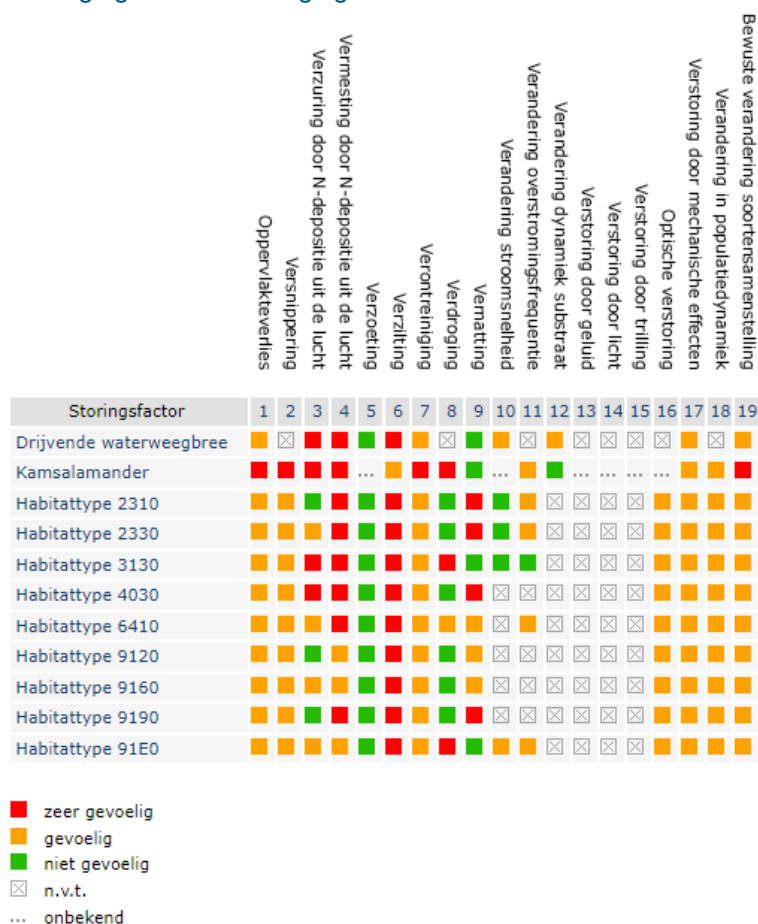 Oppervlakteverlies
Versnippering
Verzuring door N-depositie uit de lucht
Vermesting door N-depositie uit de lucht
Verzoeting
Verzilting
Verontreiniging
Verdroging
Vernatting
Verandering stroomsnelheid
Verandering overstromingsfrequentie
Verandering dynamiek substraat
Verstoring door geluid
Verstoring door licht
Verstoring door trilling
Optische verstoring
Verstoring door mechanische effecten
Verandering in populatiedynamiek
Bewuste verandering soortensamenstelling
Storingsfactor 1 2 3 4 5 6 7 8 9 10 11 12 13 14 15 16 17 18 19
Drijvende waterweegbree
Kamsalamander ... ... ... ... ... ...
Habitattype 2310
Habitattype 2330
Habitattype 3130
Habitattype 4030
Habitattype 6410
Habitattype 9120
Habitattype 9160
Habitattype 9190
Habitattype 91E0
zeer gevoelig
gevoelig
niet gevoelig
n.v.t.
... onbekend